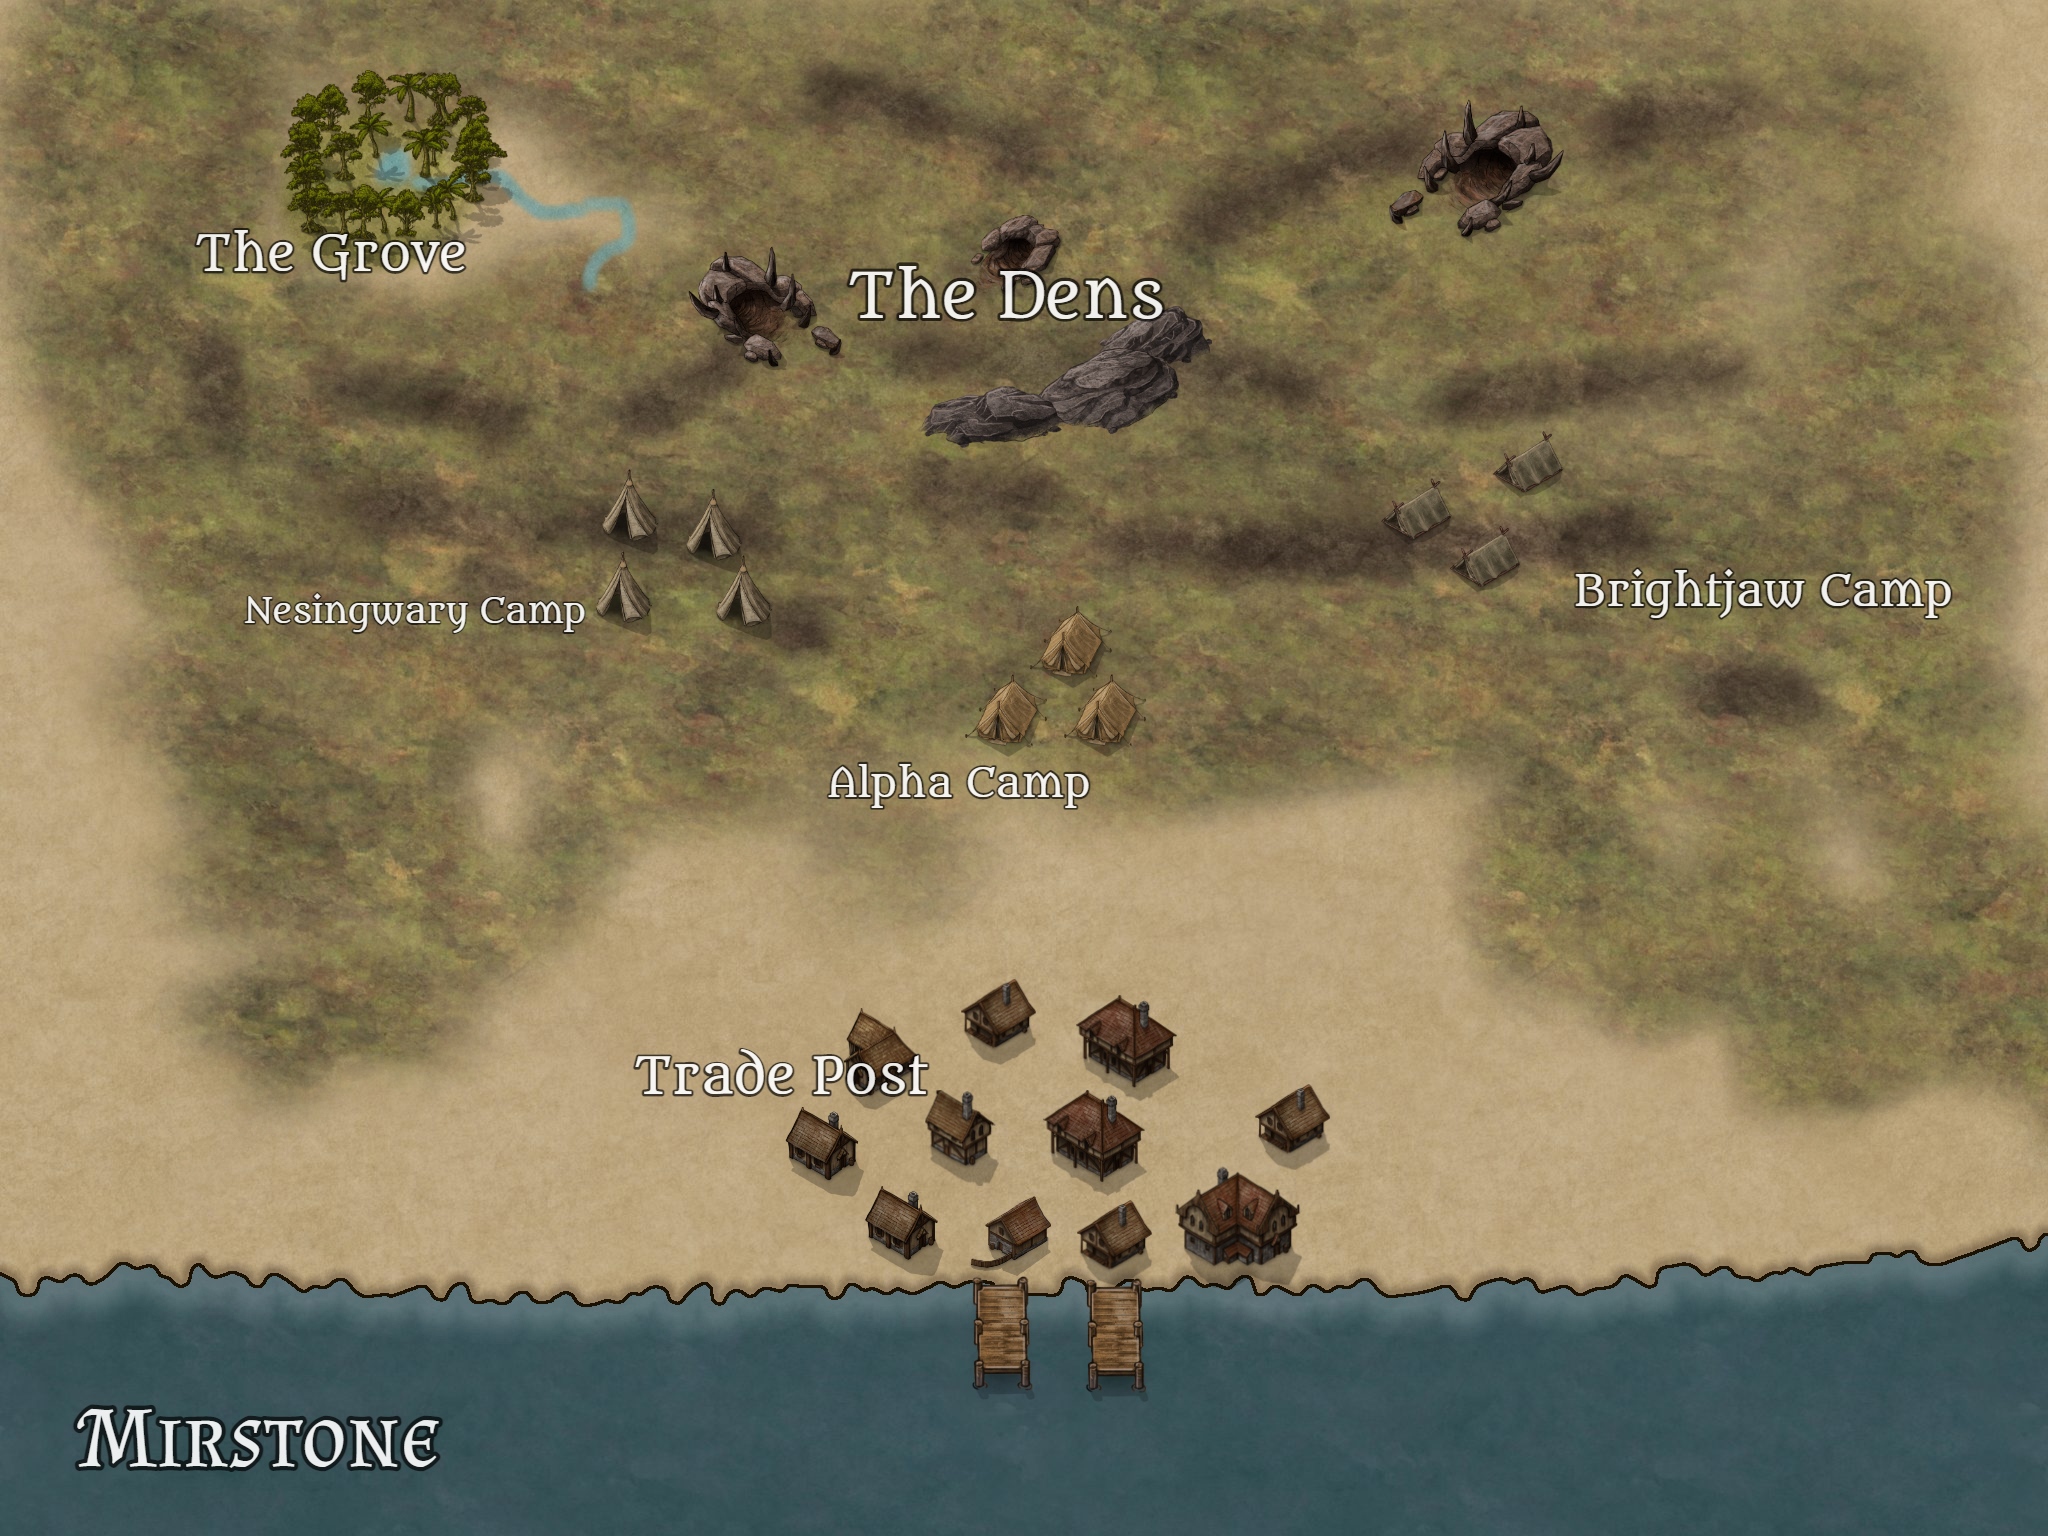 The Grove
The Dens
Nesingwary Camp
Brightjaw Camp
Alpha Camp
Trade Post
Mirstone